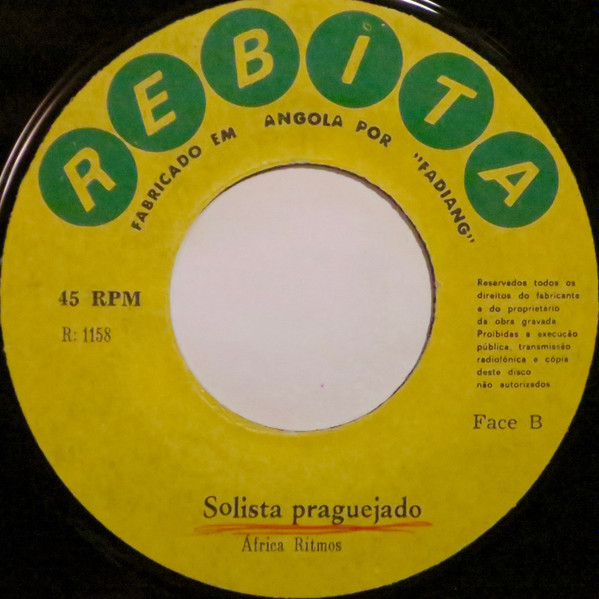 REBITA
FABRICADO EM ANGOLA POR "FADIANG"
45 RPM
R: 1158
Reservados todos os
direitos do fabricante
e do proprietário
da obra gravada
Proibidas a execução
pública, transmissão
radiofónica e cópia
deste disco
não autorizados
Face B
Solista praguejado
África Ritmos